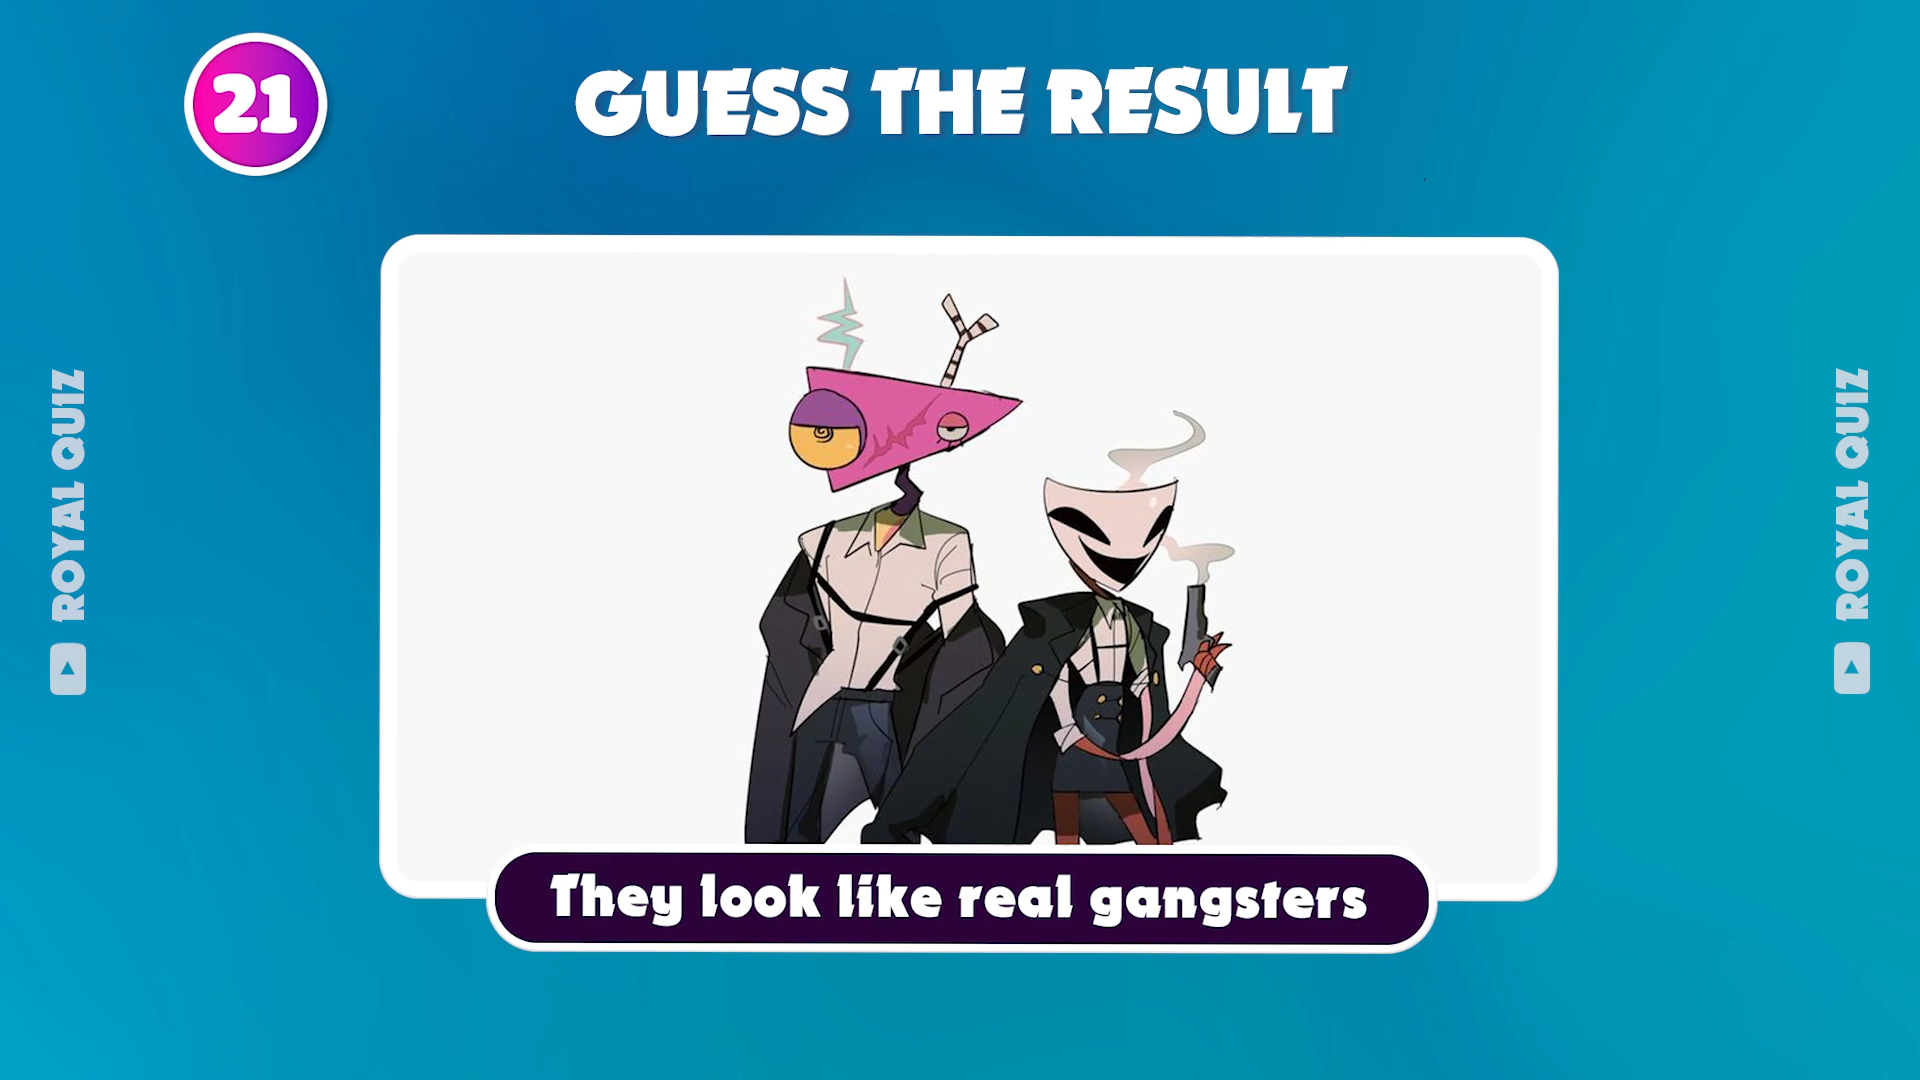 21
GUESS THE RESULT
ROYAL QUIZ
ROYAL QUIZ
They look like real gangsters